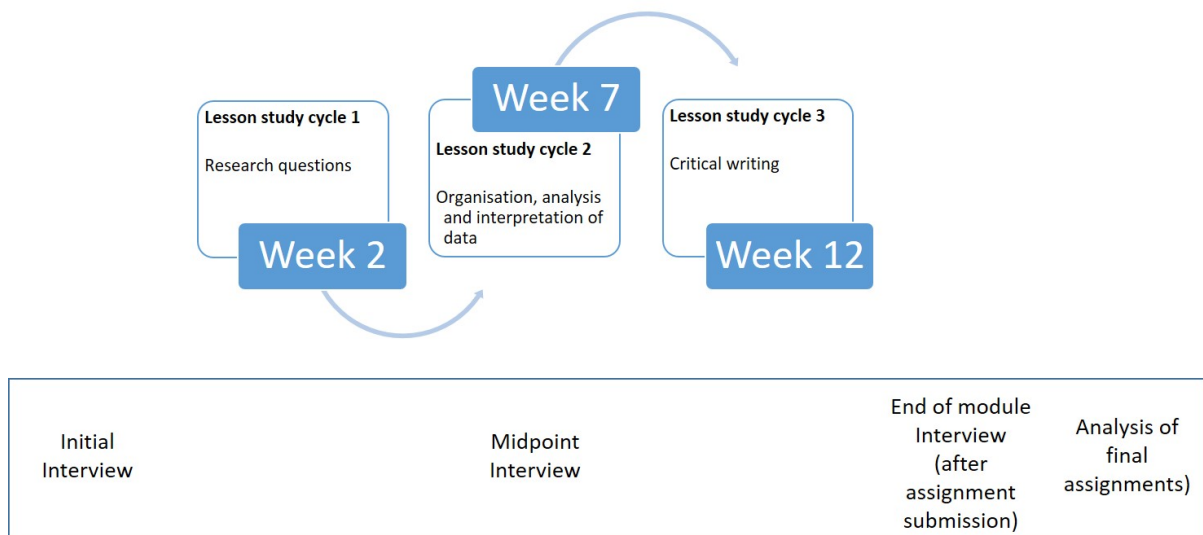 Lesson study cycle 1
Research questions
Week 2
Week 7
Lesson study cycle 2
Organisation, analysis
and interpretation of
data
Lesson study cycle 3
Critical writing
Week 12
Initial
Interview
Midpoint
Interview
End of module
Interview
(after
assignment
submission)
Analysis of
final
assignments)